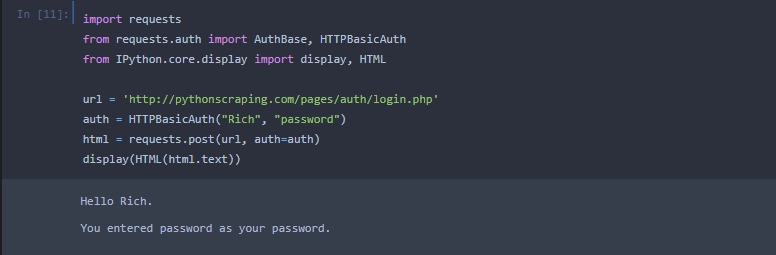 In [11]:
import requests
from requests.auth import AuthBase, HTTPBasicAuth
from IPython.core.display import display, HTML
url = 'http://pythonscraping.com/pages/auth/login.php'
auth = HTTPBasicAuth("Rich", "password")
html = requests.post(url, auth=auth)
display(HTML(html.text))
Hello Rich.
You entered password as your password.